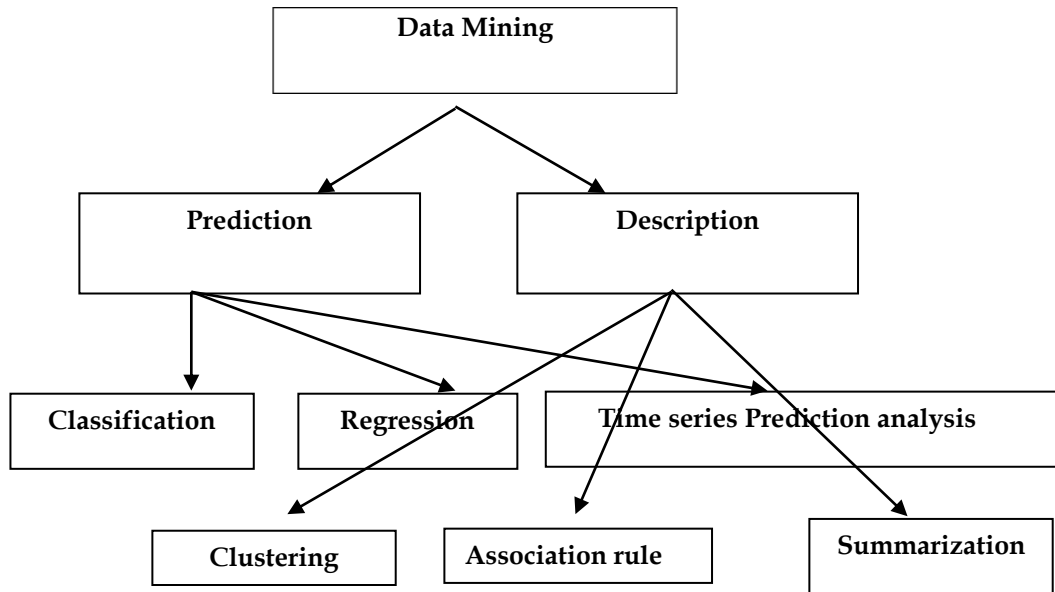 Data Mining
Prediction
Description
Classification
Regression
Time series Prediction analysis
Clustering
Association rule
Summarization